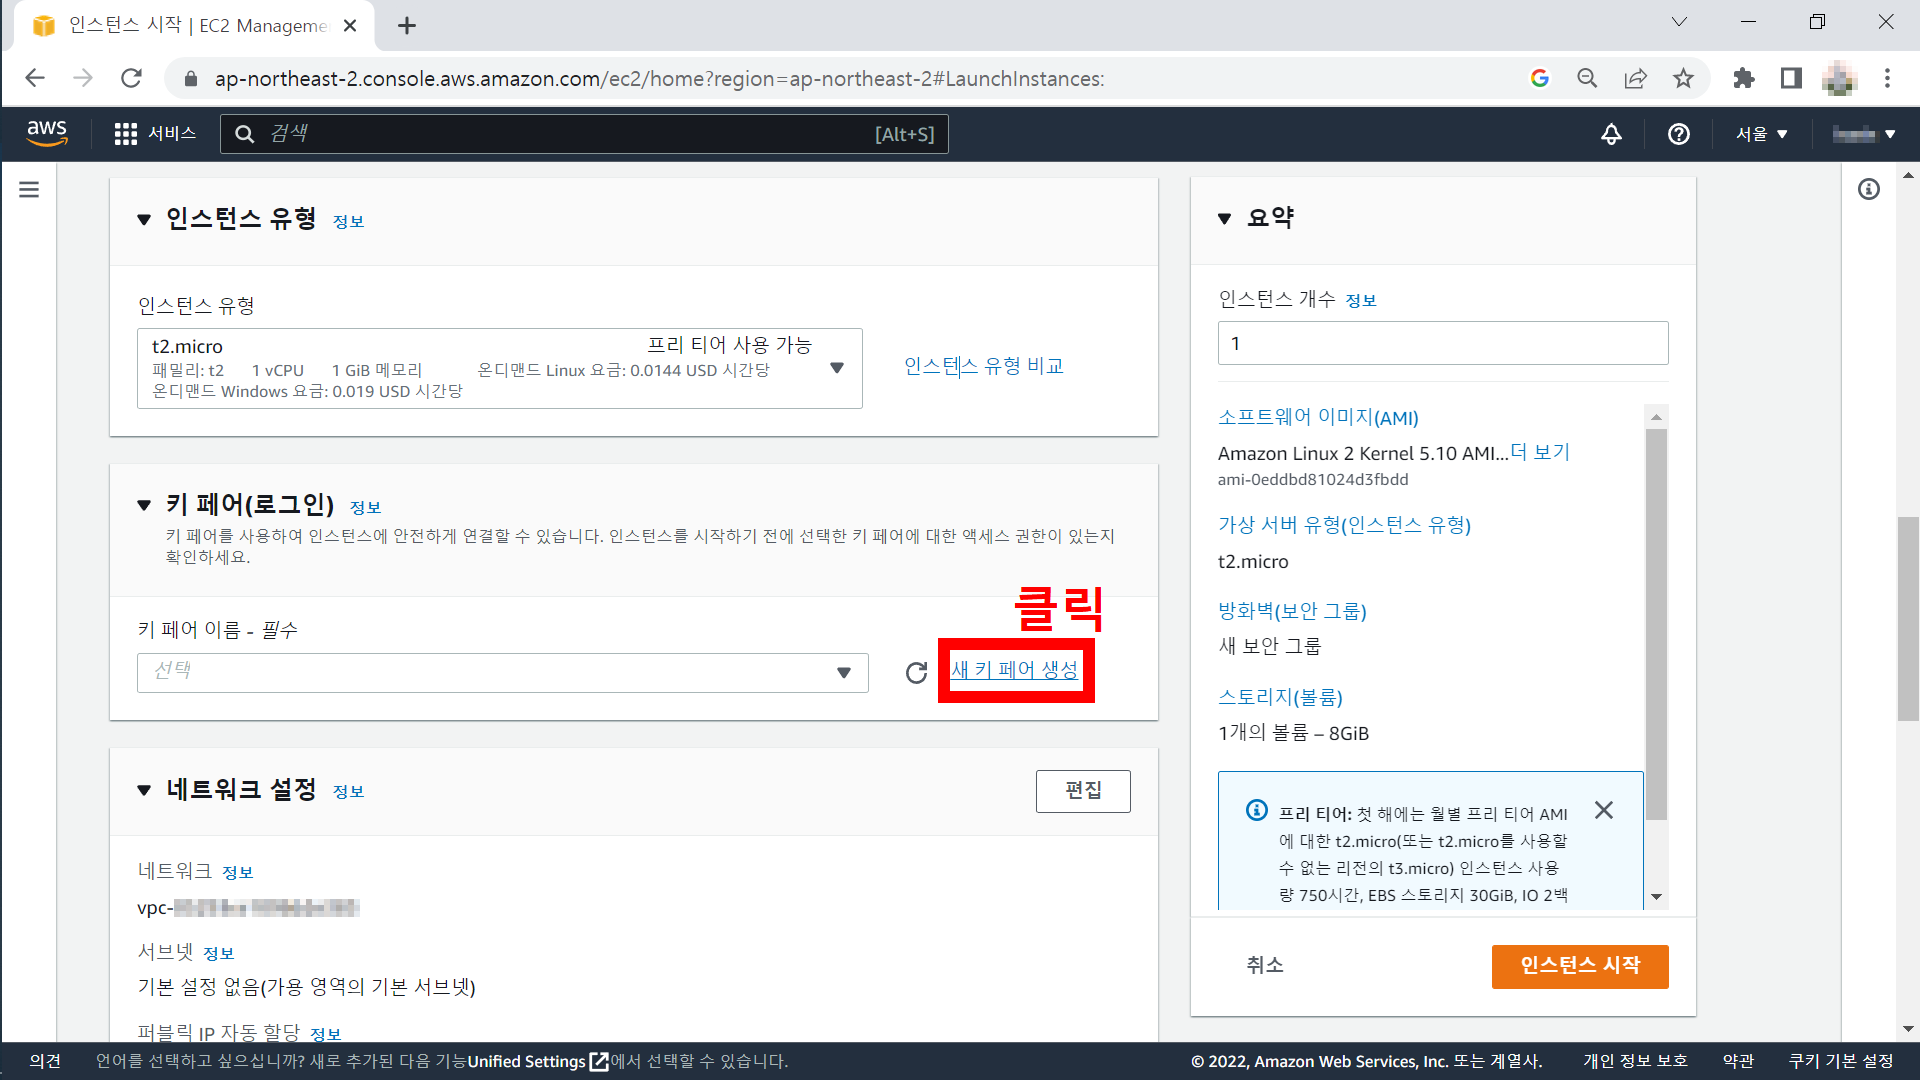 인스턴스 시작 | EC2 Manageme
ap-northeast-2.console.aws.amazon.com/ec2/home?region=ap-northeast-2#LaunchInstances:
aws
서비스
검색
[Alt+S]
서울
인스턴스 유형 정보
인스턴스 유형
t2.micro 프리 티어 사용 가능
패밀리: t2 1 vCPU 1 GiB 메모리 온디맨드 Linux 요금: 0.0144 USD 시간당
온디맨드 Windows 요금: 0.019 USD 시간당
인스턴스 유형 비교
키 페어(로그인) 정보
키 페어를 사용하여 인스턴스에 안전하게 연결할 수 있습니다. 인스턴스를 시작하기 전에 선택한 키 페어에 대한 액세스 권한이 있는지
확인하세요.
클릭
키 페어 이름 - 필수
선택
새 키 페어 생성
네트워크 설정 정보
편집
네트워크 정보
vpc-
서브넷 정보
기본 설정 없음(가용 영역의 기본 서브넷)
퍼블릭 IP 자동 할당 정보
요약
인스턴스 개수 정보
1
소프트웨어 이미지(AMI)
Amazon Linux 2 Kernel 5.10 AMI...더 보기
ami-0eddbd81024d3fbdd
가상 서버 유형(인스턴스 유형)
t2.micro
방화벽(보안 그룹)
새 보안 그룹
스토리지(볼륨)
1개의 볼륨 – 8GiB
프리 티어: 첫 해에는 월별 프리 티어 AMI
에 대한 t2.micro(또는 t2.micro를 사용할
수 없는 리전의 t3.micro) 인스턴스 사용
량 750시간, EBS 스토리지 30GiB, IO 2백
취소
인스턴스 시작
의견
언어를 선택하고 싶으십니까? 새로 추가된 다음 기능Unified Settings에서 선택할 수 있습니다.
© 2022, Amazon Web Services, Inc. 또는 계열사.
개인 정보 보호
약관
쿠키 기본 설정